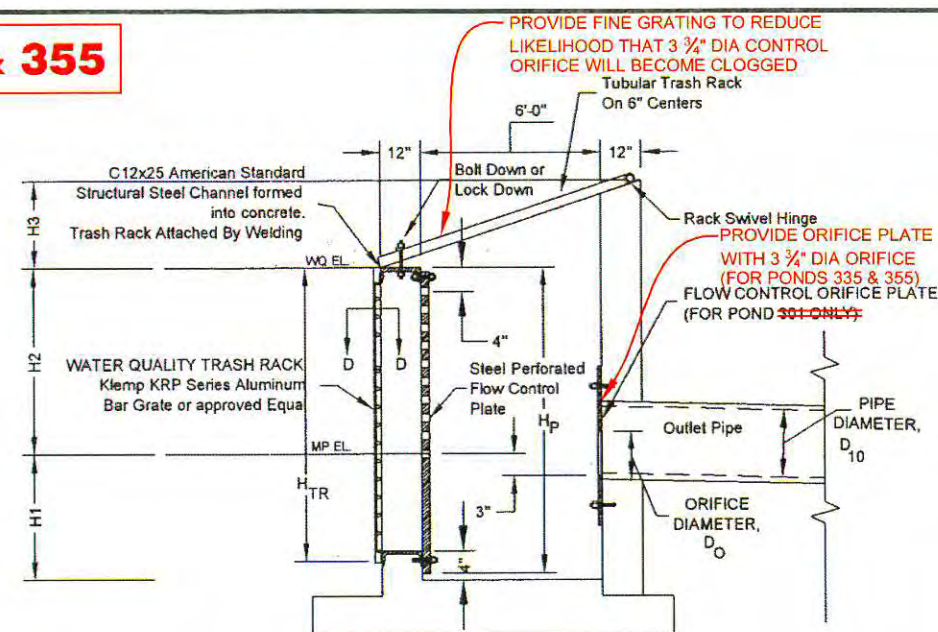 355
PROVIDE FINE GRATING TO REDUCE
LIKELIHOOD THAT 3 3/4" DIA CONTROL
ORIFICE WILL BECOME CLOGGED
Tubular Trash Rack
On 6" Centers
6'-0"
12"
12"
C12x25 American Standard
Structural Steel Channel formed
into concrete.
Trash Rack Attached By Welding
Bolt Down or
Lock Down
Rack Swivel Hinge
PROVIDE ORIFICE PLATE
WITH 3 3/4" DIA ORIFICE
(FOR PONDS 335 & 355)
FLOW CONTROL ORIFICE PLATE
(FOR POND 301 ONLY)
H3
WQ EL.
H2
D
D
4"
WATER QUALITY TRASH RACK
Klemp KRP Series Aluminum
Bar Grate or approved Equa
Steel Perforated
Flow Control
Plate
HP
Outlet Pipe
PIPE
DIAMETER,
D10
MP EL.
HTR
H1
3"
ORIFICE
DIAMETER,
DO
4"